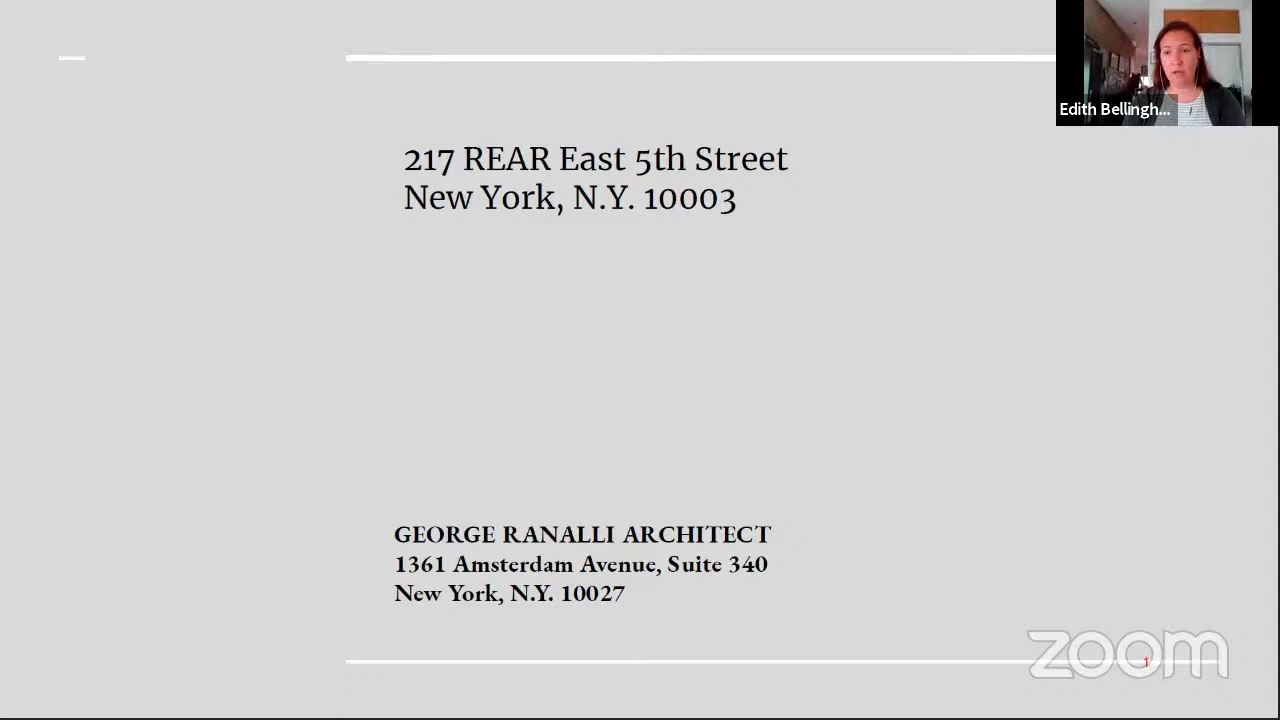 Edith Bellingh...
217 REAR East 5th Street
New York, N.Y. 10003
GEORGE RANALLI ARCHITECT
1361 Amsterdam Avenue, Suite 340
New York, N.Y. 10027
zoom
1